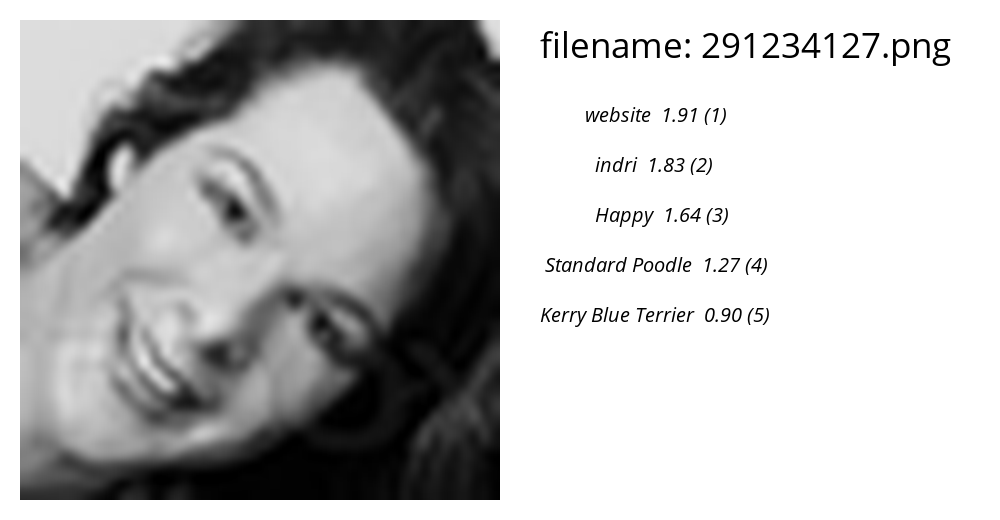 filename: 291234127.png
website 1.91 (1)
indri 1.83 (2)
Happy 1.64 (3)
Standard Poodle 1.27 (4)
Kerry Blue Terrier 0.90 (5)